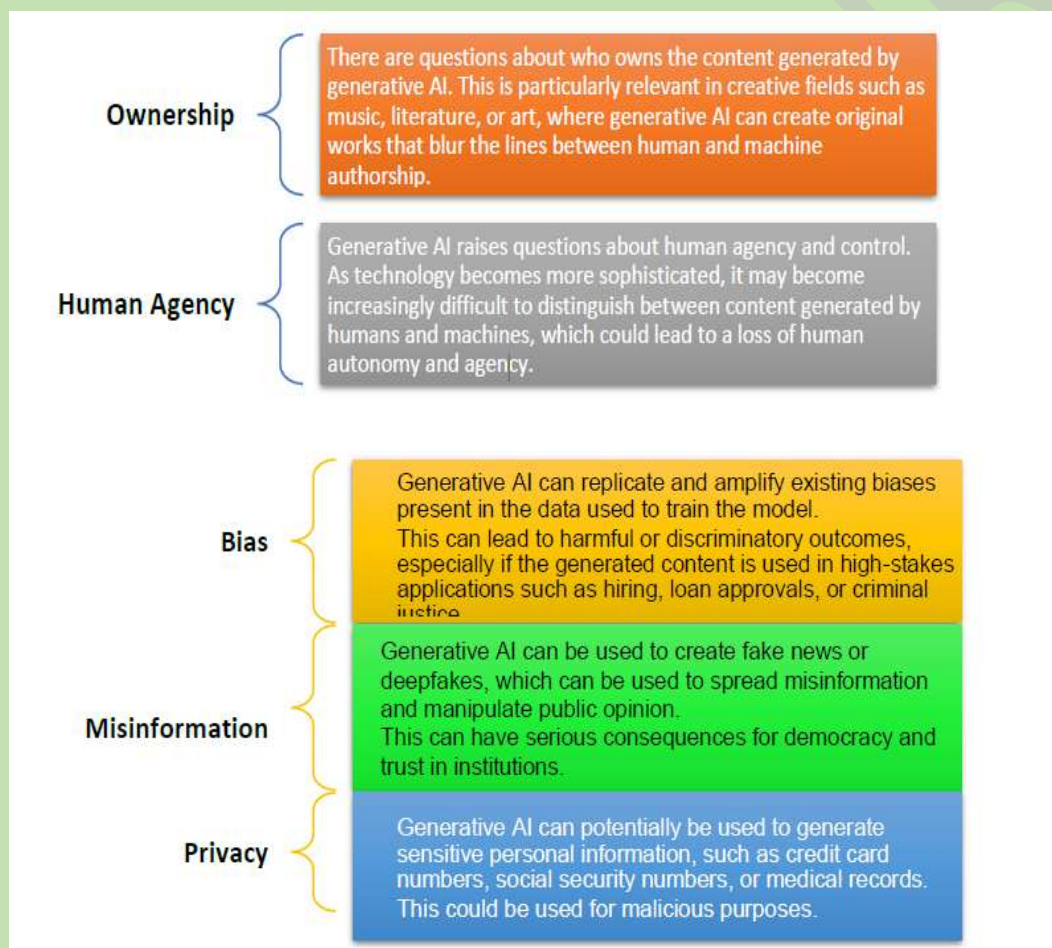 Ownership
There are questions about who owns the content generated by
generative AI. This is particularly relevant in creative fields such as
music, literature, or art, where generative AI can create original
works that blur the lines between human and machine
authorship.
Human Agency
Generative AI raises questions about human agency and control.
As technology becomes more sophisticated, it may become
increasingly difficult to distinguish between content generated by
humans and machines, which could lead to a loss of human
autonomy and agency.
Bias
Generative AI can replicate and amplify existing biases
present in the data used to train the model.
This can lead to harmful or discriminatory outcomes,
especially if the generated content is used in high-stakes
applications such as hiring, loan approvals, or criminal
justice
Misinformation
Generative AI can be used to create fake news or
deepfakes, which can be used to spread misinformation
and manipulate public opinion.
This can have serious consequences for democracy and
trust in institutions.
Privacy
Generative AI can potentially be used to generate
sensitive personal information, such as credit card
numbers, social security numbers, or medical records.
This could be used for malicious purposes.